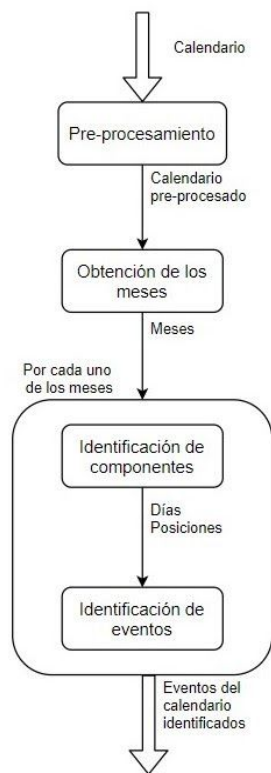 Calendario
Pre-procesamiento
Calendario
pre-procesado
Obtención de los
meses
Meses
Por cada uno
de los meses
Identificación de
componentes
Días
Posiciones
Identificación de
eventos
Eventos del
calendario
identificados